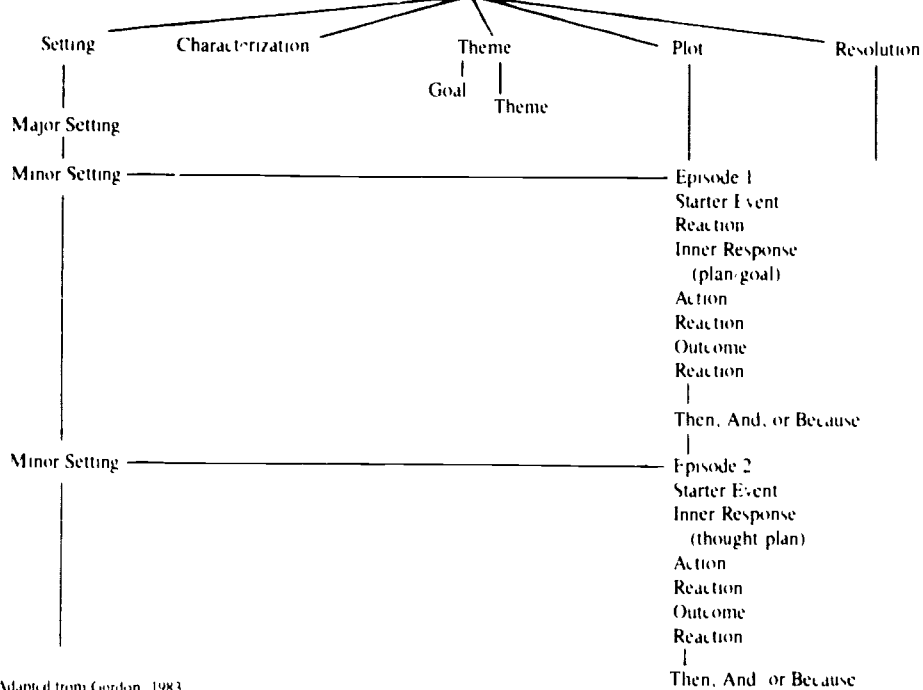 Setting Characterization Theme Plot Resolution
Goal
Theme
Major Setting
Minor Setting Episode 1
Starter Event
Reaction
Inner Response
(plan-goal)
Action
Reaction
Outcome
Reaction
Then, And, or Because
Minor Setting Episode 2
Starter Event
Inner Response
(thought plan)
Action
Reaction
Outcome
Reaction
Then, And or Because
Adapted from Gordon, 1983